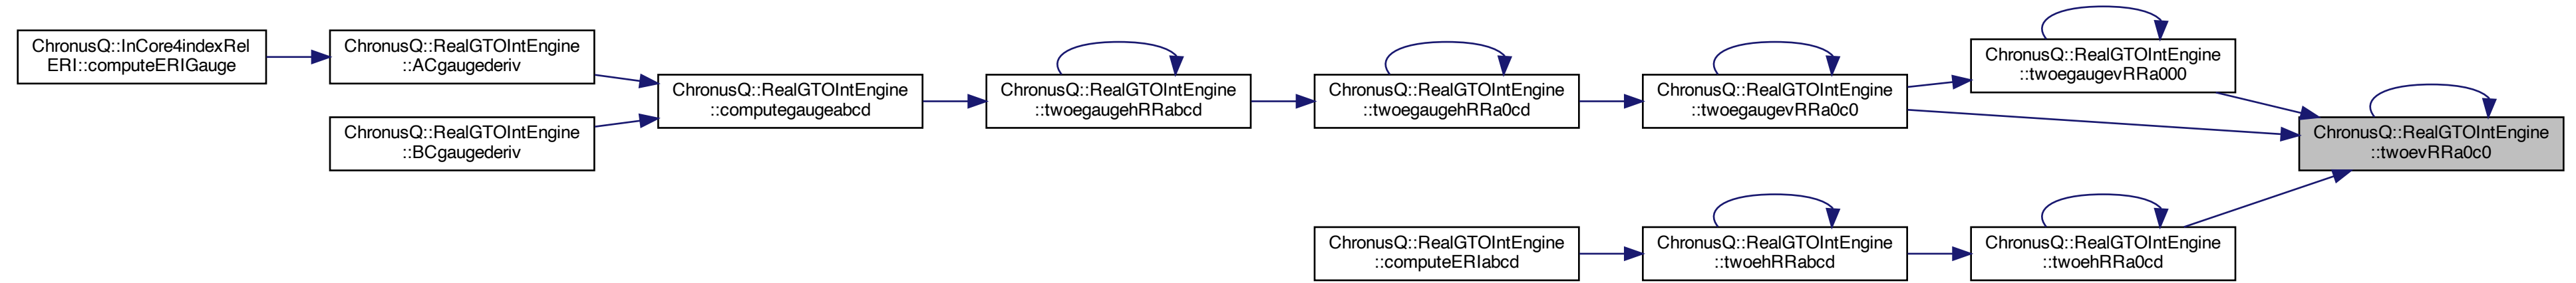 ChronusQ::InCore4indexRel
ERI::computeERIGauge
ChronusQ::RealGTOIntEngine
::ACgaugederiv
ChronusQ::RealGTOIntEngine
::BCgaugederiv
ChronusQ::RealGTOIntEngine
::computegaugeabcd
ChronusQ::RealGTOIntEngine
::twoegaugehRRabcd
ChronusQ::RealGTOIntEngine
::twoegaugehRRa0cd
ChronusQ::RealGTOIntEngine
::twoegaugevRRa0c0
ChronusQ::RealGTOIntEngine
::twoegaugevRRa000
ChronusQ::RealGTOIntEngine
::twoevRRa0c0
ChronusQ::RealGTOIntEngine
::computeERIabcd
ChronusQ::RealGTOIntEngine
::twoehRRabcd
ChronusQ::RealGTOIntEngine
::twoehRRa0cd